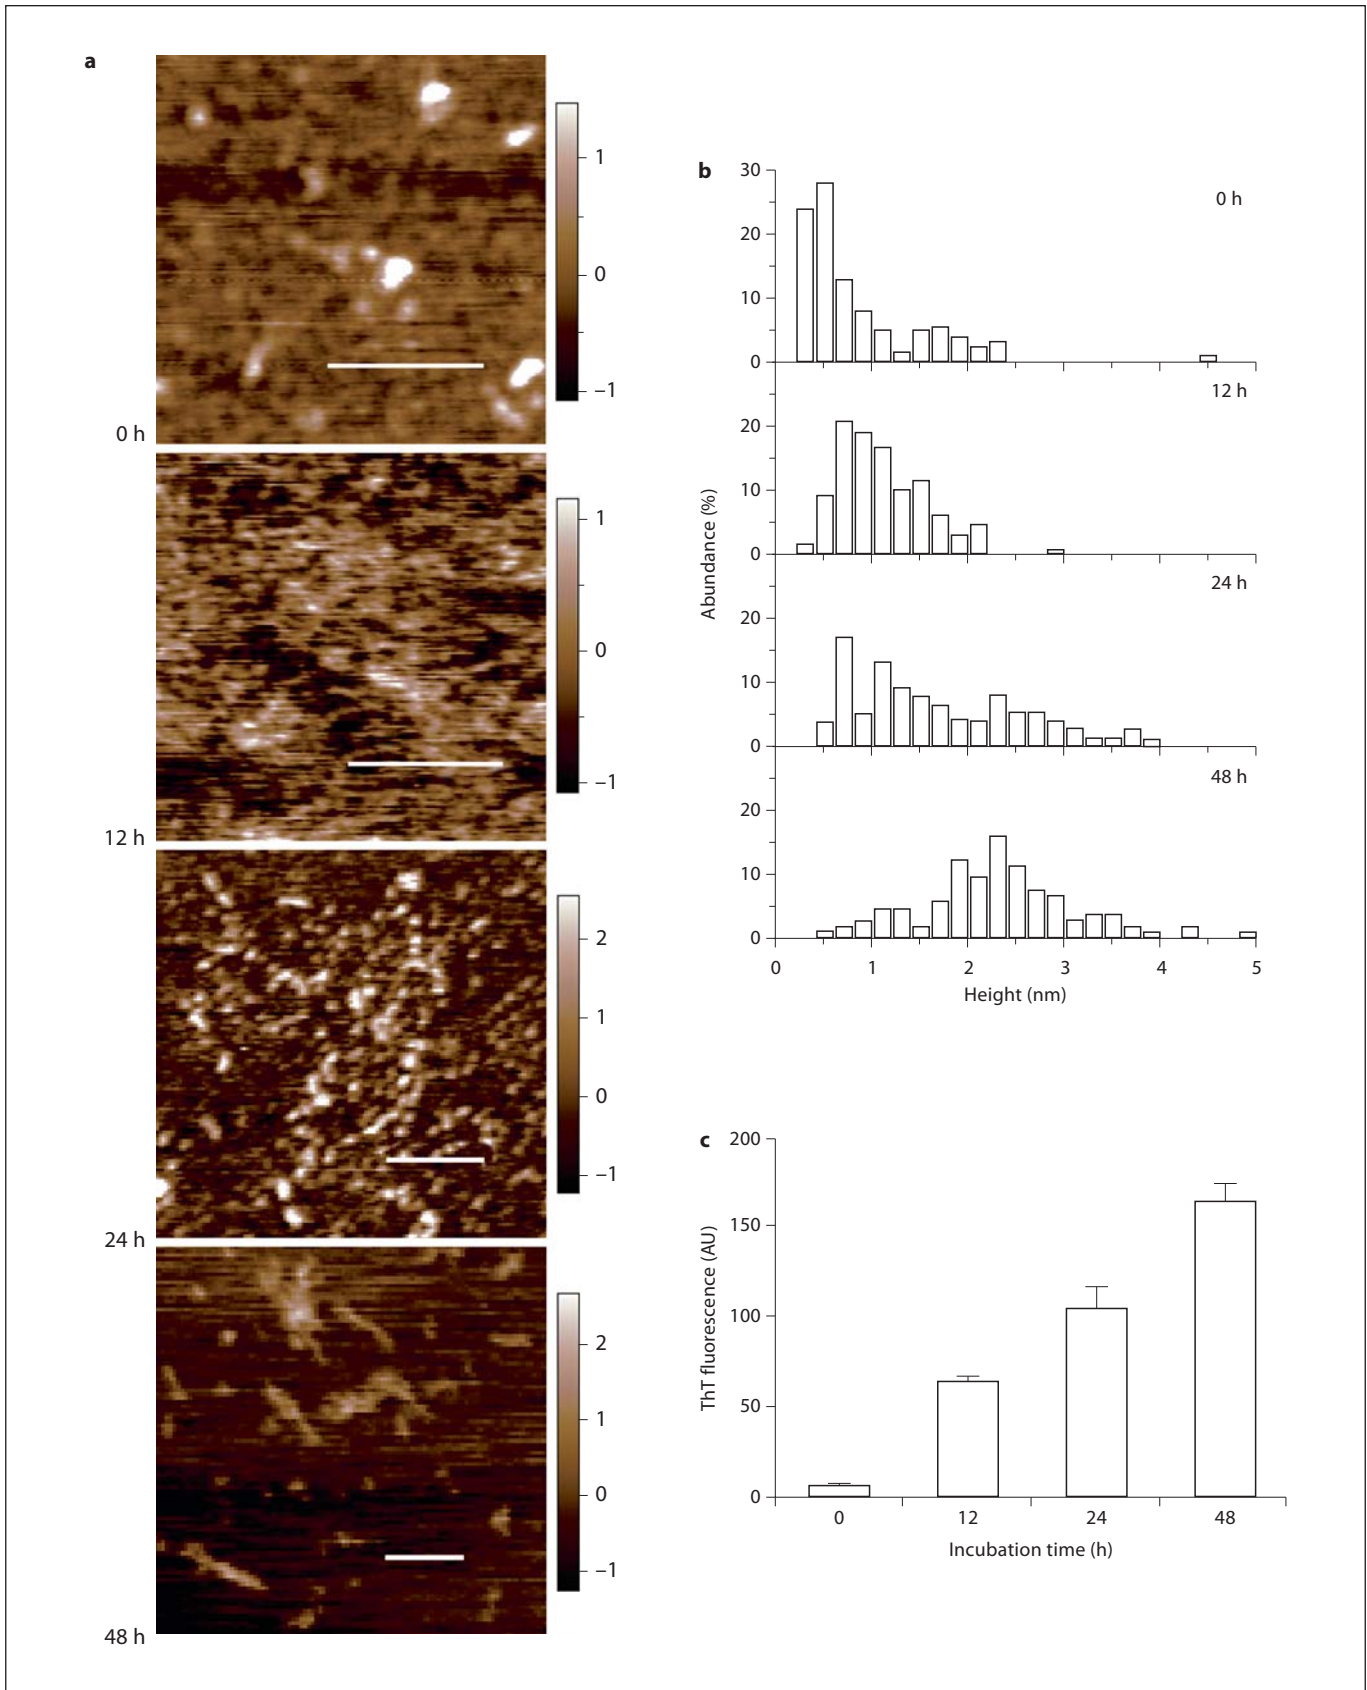 a
1
0
–1
0 h
1
0
–1
12 h
2
1
0
–1
24 h
2
1
0
–1
48 h
b
30
20
10
0
0 h
20
10
0
12 h
20
10
0
24 h
20
10
0
48 h
Abundance (%)
0 1 2 3 4 5
Height (nm)
c
200
150
100
50
0
ThT fluorescence (AU)
0 12 24 48
Incubation time (h)